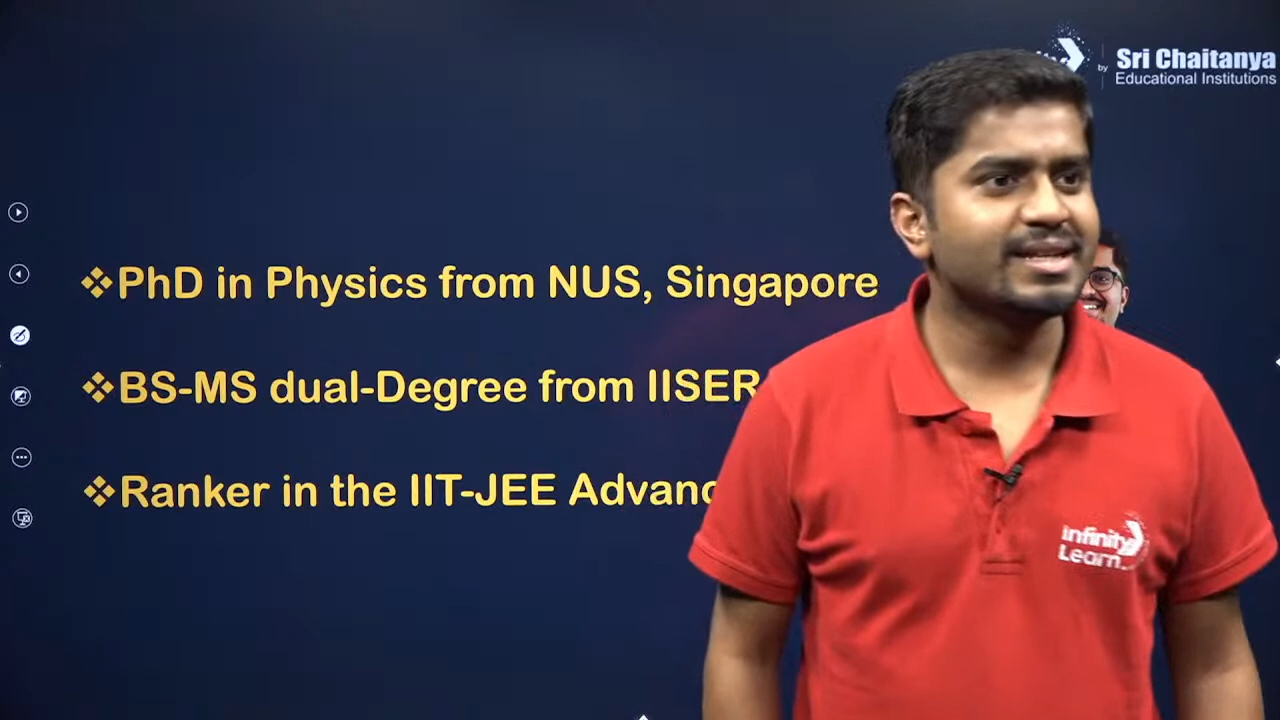 by Sri Chaitanya
Educational Institutions
❖PhD in Physics from NUS, Singapore
❖BS-MS dual-Degree from IISER
❖Ranker in the IIT-JEE
Infinity
Learn